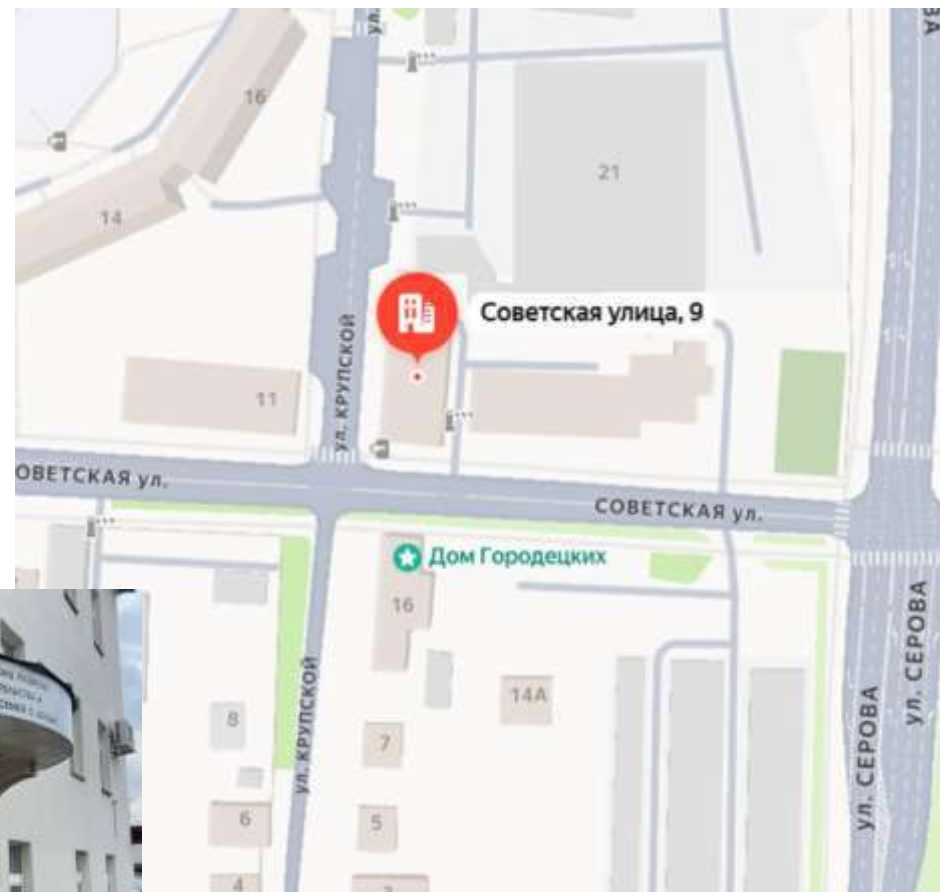 ул.
16
14
21
Советская улица, 9
ул. КРУПСКОЙ
11
ОВЕТСКАЯ ул.
СОВЕТСКАЯ ул.
Дом Городецких
16
14А
8
7
6
5
4
ул. КРУПСКОЙ
ул. СЕРОВА
ул. СЕРОВА